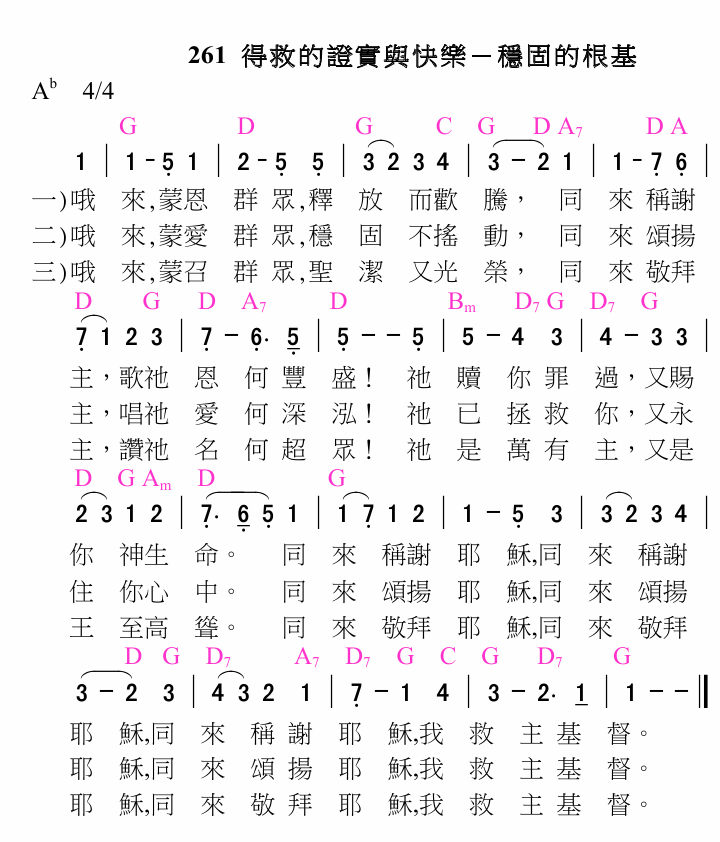 261 得救的證實與快樂－穩固的根基
A♭ 4/4
G D G C G D A7 D A
1 | 1 - 5̣ 1 | 2 - 5̣ 5̣ | 3 2 3 4 | 3 - 2 1 | 1 - 7̣ 6̣ |
一)哦 來,蒙恩 群 眾,釋 放 而歡 騰， 同 來 稱謝
二)哦 來,蒙愛 群 眾,穩 固 不搖 動， 同 來 頌揚
三)哦 來,蒙召 群 眾,聖 潔 又光 榮， 同 來 敬拜
D G D A7 D Bm D7 G D7 G
7̣ 1 2 3 | 7̣ - 6̣. 5̣ | 5̣ - - 5̣ | 5 - 4 3 | 4 - 3 3 |
主，歌祂 恩 何 豐 盛！ 祂 贖 你 罪 過，又賜
主，唱祂 愛 何 深 泓！ 祂 已 拯 救 你，又永
主，讚祂 名 何 超 眾！ 祂 是 萬 有 主，又是
D G Am D G
2 3 1 2 | 7̣. 6̣ 5̣ 1 | 1 7̣ 1 2 | 1 - 5̣ 3 | 3 2 3 4 |
你 神生 命。 同 來 稱謝 耶 穌,同 來 稱謝
住 你心 中。 同 來 頌揚 耶 穌,同 來 頌揚
王 至高 聳。 同 來 敬拜 耶 穌,同 來 敬拜
D G D7 A7 D7 G C G D7 G
3 - 2 3 | 4 3 2 1 | 7̣ - 1 4 | 3 - 2. 1 | 1 - - ‖
耶 穌,同 來 稱 謝 耶 穌,我 救 主 基 督。
耶 穌,同 來 頌 揚 耶 穌,我 救 主 基 督。
耶 穌,同 來 敬 拜 耶 穌,我 救 主 基 督。